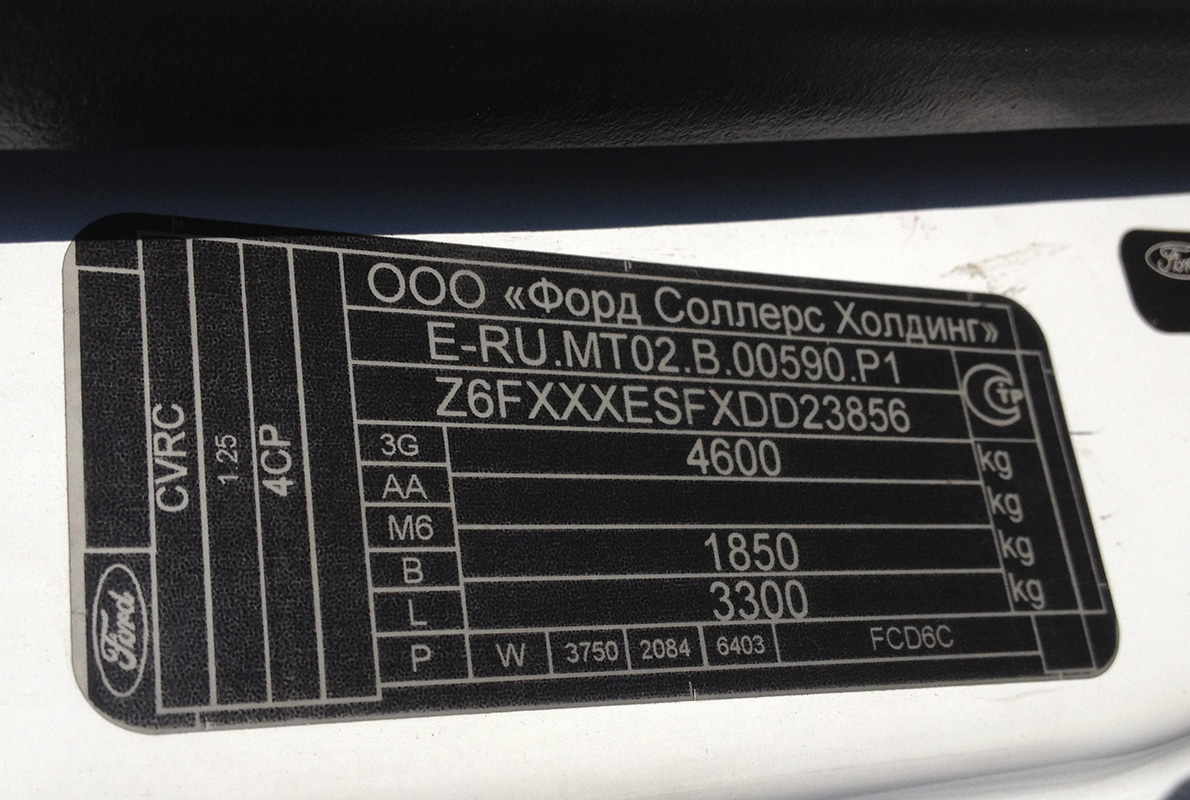 ООО «Форд Соллерс Холдинг»
E-RU.MT02.B.00590.P1
Z6FXXXESFXDD23856
3G 4600 kg
AA kg
M6 1850 kg
B 3300 kg
L
P W 3750 2084 6403 FCD6C
CVRC
1.25
4CP
Ford
СТР
Ford